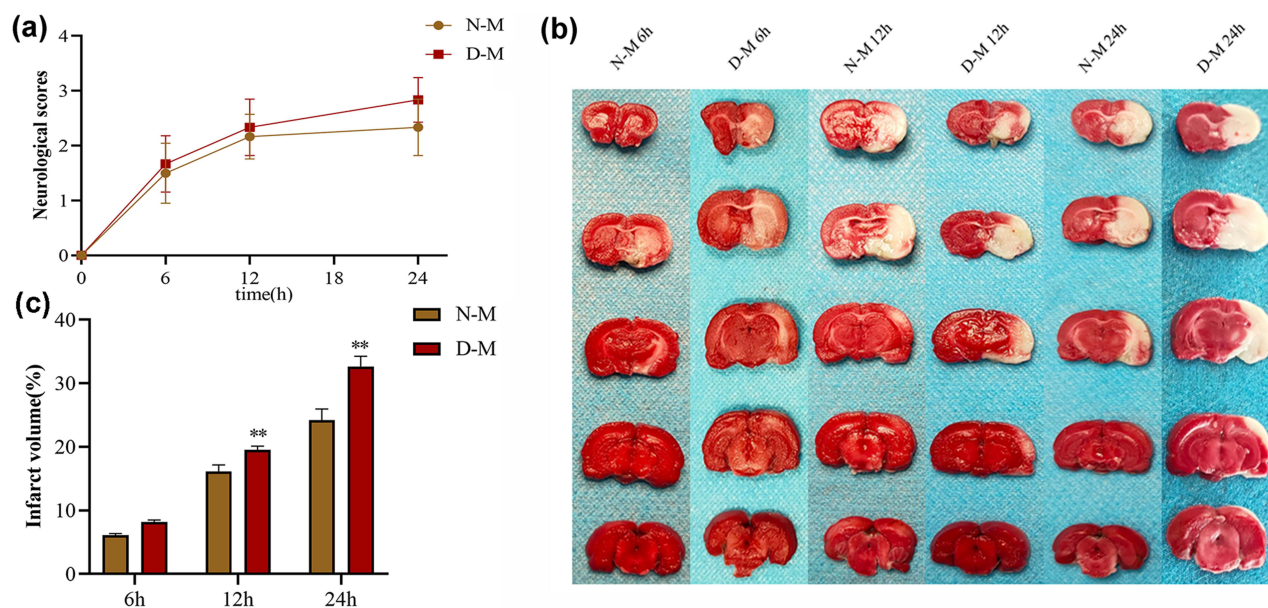 (a)
N-M
D-M
4
3
2
1
0
Neurological scores
0
6
12
18
24
time(h)
(b)
N-M 6h
D-M 6h
N-M 12h
D-M 12h
N-M 24h
D-M 24h
(c)
N-M
D-M
40
30
20
10
0
Infarct volume(%)
**
**
6h
12h
24h